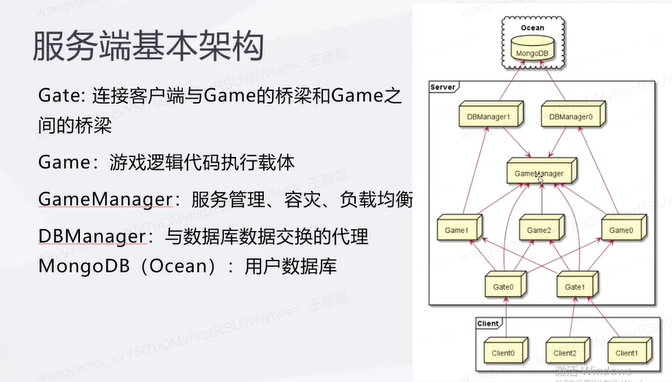 服务端基本架构
Gate: 连接客户端与Game的桥梁和Game之
间的桥梁
Game：游戏逻辑代码执行载体
GameManager：服务管理、容灾、负载均衡
DBManager：与数据库数据交换的代理
MongoDB（Ocean）：用户数据库
Ocean
MongoDB
Server
DBManager1
DBManager0
GameManager
Game1
Game2
Game0
Gate0
Gate1
Client
Client0
Client2
Client1
激活 Windows